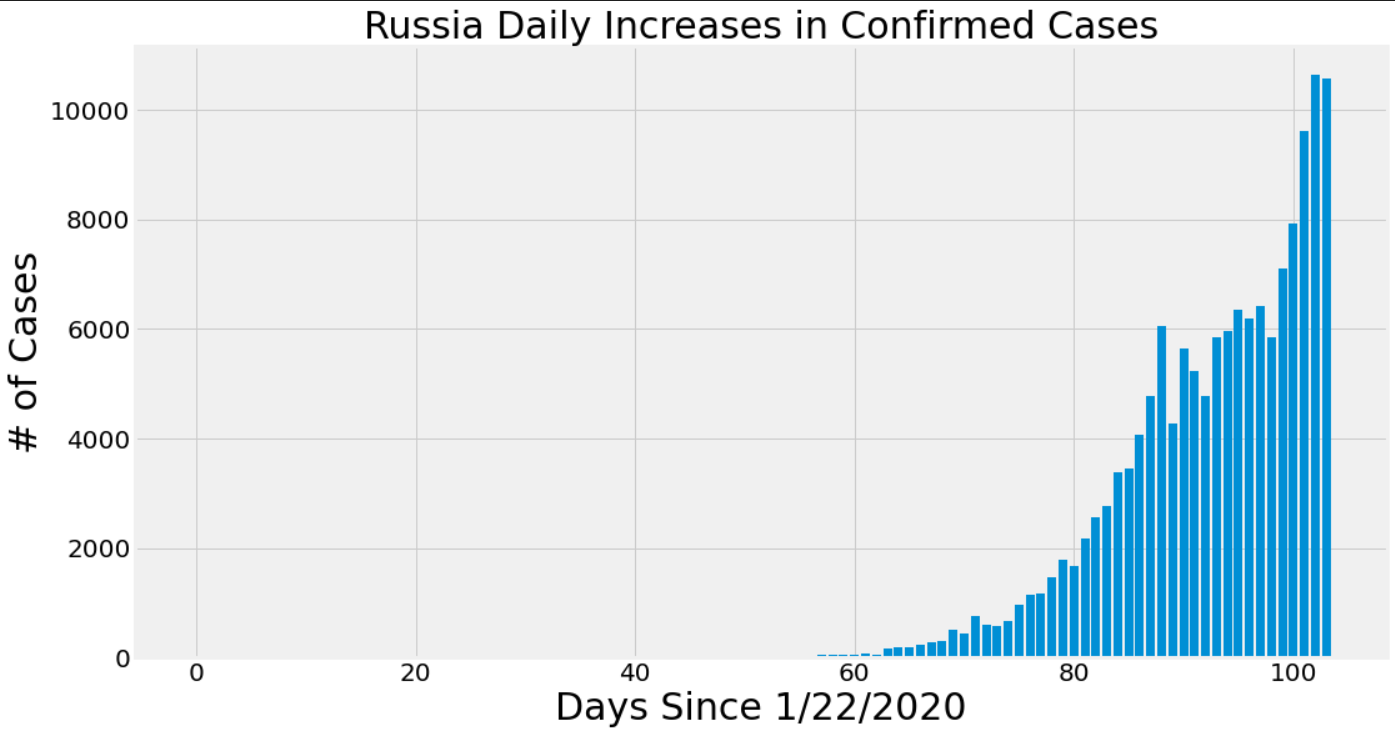 Russia Daily Increases in Confirmed Cases
# of Cases
10000
8000
6000
4000
2000
0
0 20 40 60 80 100
Days Since 1/22/2020